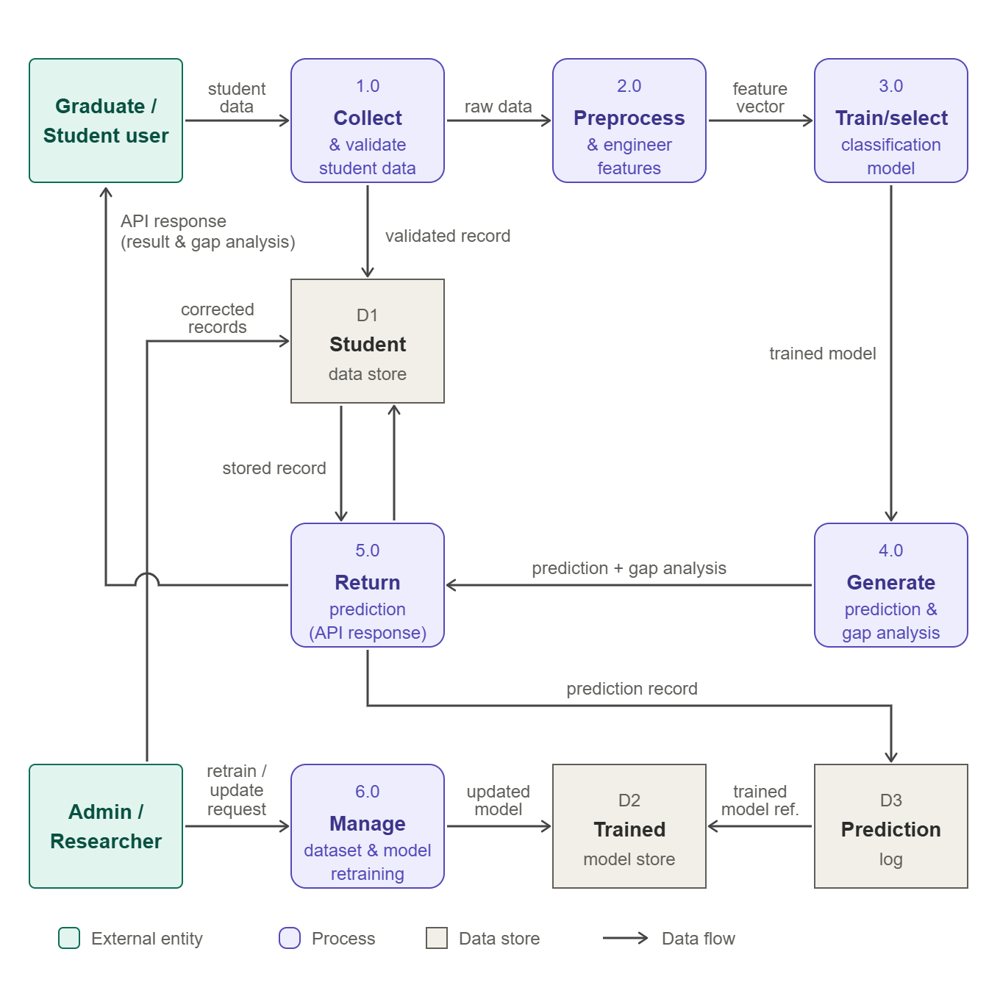 Graduate /
Student user
student
data
1.0
Collect
& validate
student data
raw data
2.0
Preprocess
& engineer
features
feature
vector
3.0
Train/select
classification
model
API response
(result & gap analysis)
validated record
corrected
records
D1
Student
data store
trained model
stored record
5.0
Return
prediction
(API response)
prediction + gap analysis
4.0
Generate
prediction &
gap analysis
prediction record
Admin /
Researcher
retrain /
update
request
6.0
Manage
dataset & model
retraining
updated
model
D2
Trained
model store
trained
model ref.
D3
Prediction
log
External entity
Process
Data store
Data flow